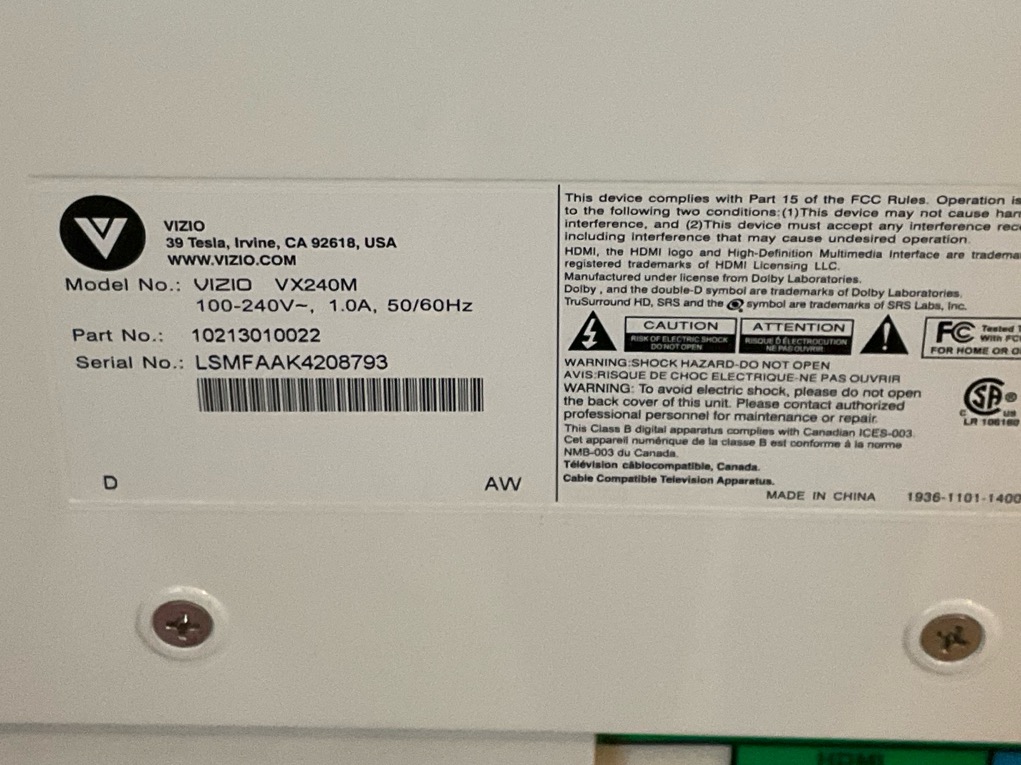 VIZIO
39 Tesla, Irvine, CA 92618, USA
WWW.VIZIO.COM
Model No.: VIZIO VX240M
100-240V~, 1.0A, 50/60Hz
Part No.: 10213010022
Serial No.: LSMFAAK4208793
D
AW
This device complies with Part 15 of the FCC Rules. Operation is
to the following two conditions:(1)This device may not cause
interference, and (2)This device must accept any interference
including interference that may cause undesired operation.
HDMI, the HDMI logo and High-Definition Multimedia Interface are
registered trademarks of HDMI Licensing LLC.
Manufactured under license from Dolby Laboratories.
Dolby , and the double-D symbol are trademarks of Dolby Laboratories.
TruSurround HD, SRS and the symbol are trademarks of SRS Labs, Inc.
CAUTION
RISK OF ELECTRIC SHOCK
DO NOT OPEN
ATTENTION
RISQUE D ÉLECTROCUTION
NE PAS OUVRIR
FC
Tested
With
FOR HOME OR
WARNING:SHOCK HAZARD-DO NOT OPEN
AVIS:RISQUE DE CHOC ELECTRIQUE-NE PAS OUVRIR
WARNING: To avoid electric shock, please do not open
the back cover of this unit. Please contact authorized
professional personnel for maintenance or repair.
This Class B digital apparatus complies with Canadian ICES-003.
Cet appareil numérique de la classe B est conforme à la norme
NMB-003 du Canada.
Télévision câblocompatible, Canada.
Cable Compatible Television Apparatus.
SA ®
C US
LR
MADE IN CHINA 1936-1101-1400
HDMI